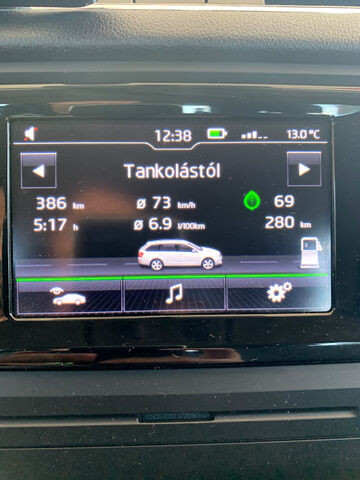 12:38 13.0 °C
Tankolástól
386 km ø 73 km/h 69
5:17 h ø 6.9 l/100km 280 km